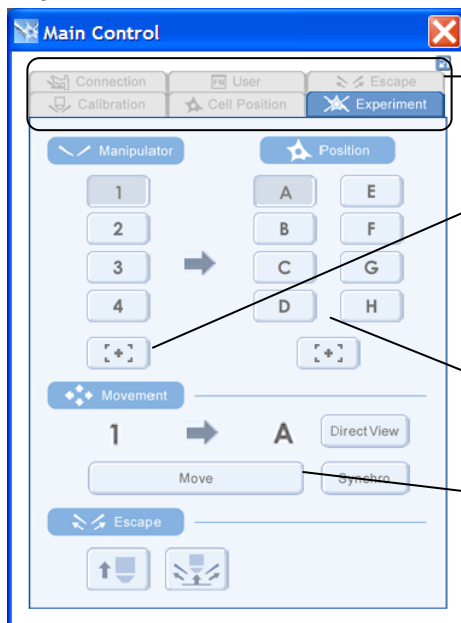 Main Control
Connection FN User Escape
Calibration Cell Position Experiment
Manipulator Position
1 A E
2 B F
3 C G
4 D H
Movement
1 A Direct View
Move Synchro
Escape